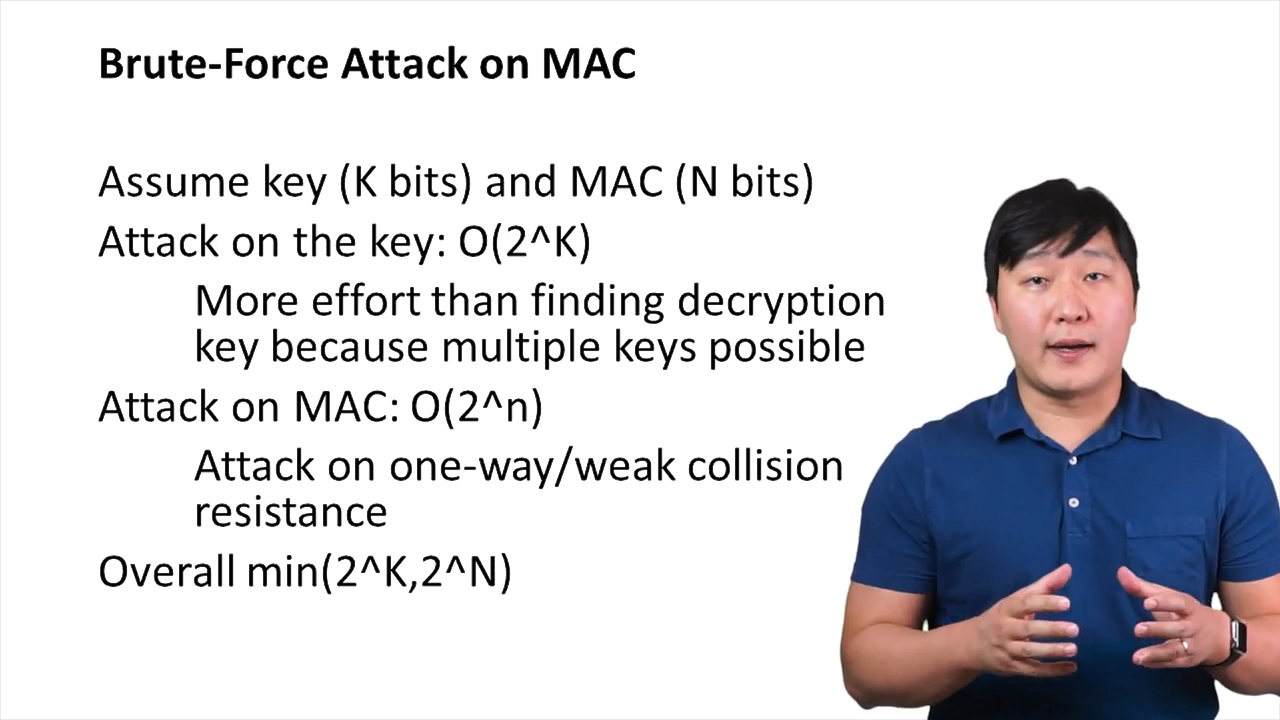 Brute-Force Attack on MAC
Assume key (K bits) and MAC (N bits)
Attack on the key: O(2^K)
More effort than finding decryption
key because multiple keys possible
Attack on MAC: O(2^n)
Attack on one-way/weak collision
resistance
Overall min(2^K,2^N)